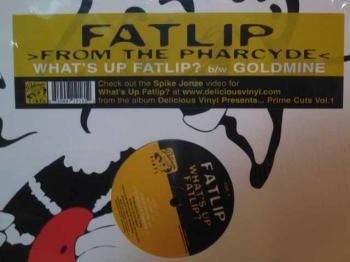 FATLIP
>FROM THE PHARCYDE<
WHAT'S UP FATLIP? b/w GOLDMINE
Check out the Spike Jonze video for
What's Up Fatlip? at www.deliciousvinyl.com
from the album Delicious Vinyl Presents... Prime Cuts Vol.1
FATLIP
WHAT'S UP
FATLIP?